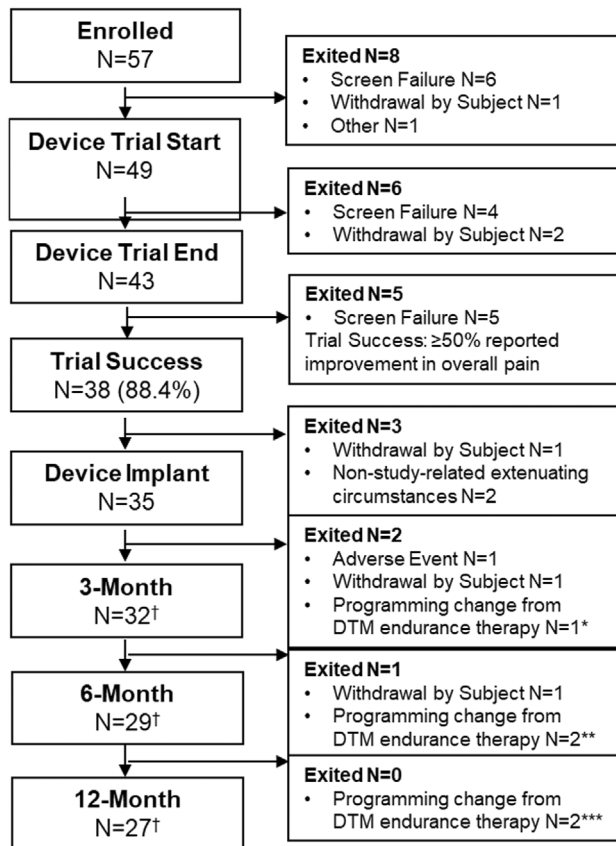 Enrolled
N=57
Exited N=8
• Screen Failure N=6
• Withdrawal by Subject N=1
• Other N=1
Device Trial Start
N=49
Exited N=6
• Screen Failure N=4
• Withdrawal by Subject N=2
Device Trial End
N=43
Exited N=5
• Screen Failure N=5
Trial Success: ≥50% reported
improvement in overall pain
Trial Success
N=38 (88.4%)
Exited N=3
• Withdrawal by Subject N=1
• Non-study-related extenuating
circumstances N=2
Device Implant
N=35
Exited N=2
• Adverse Event N=1
• Withdrawal by Subject N=1
• Programming change from
DTM endurance therapy N=1*
3-Month
N=32†
Exited N=1
• Withdrawal by Subject N=1
• Programming change from
DTM endurance therapy N=2**
6-Month
N=29†
Exited N=0
• Programming change from
DTM endurance therapy N=2***
12-Month
N=27†